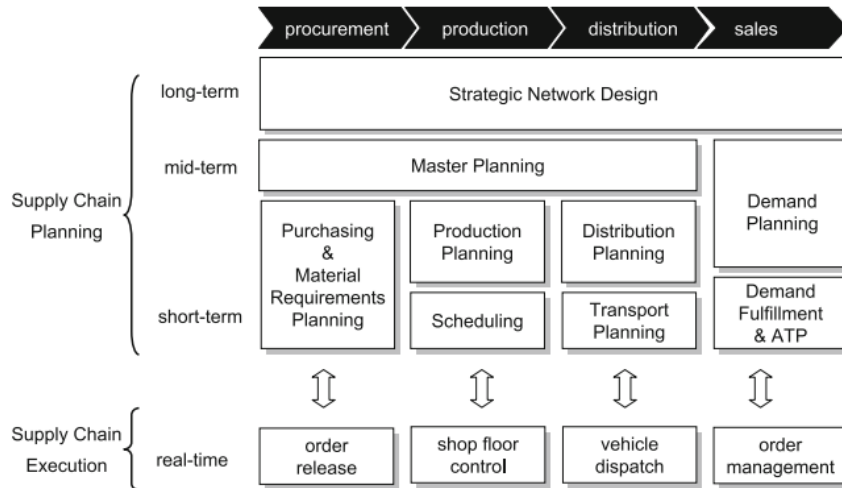 procurement production distribution sales
long-term
Strategic Network Design
mid-term
Master Planning
Supply Chain
Planning
Purchasing
&
Material
Requirements
Planning
Production
Planning
Distribution
Planning
Demand
Planning
short-term
Scheduling
Transport
Planning
Demand
Fulfillment
& ATP
Supply Chain
Execution
real-time
order
release
shop floor
control
vehicle
dispatch
order
management